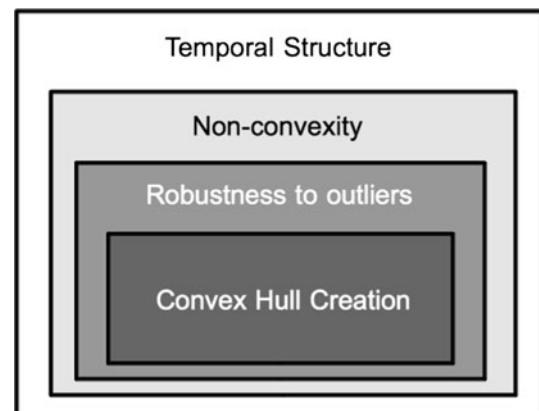 Temporal Structure
Non-convexity
Robustness to outliers
Convex Hull Creation